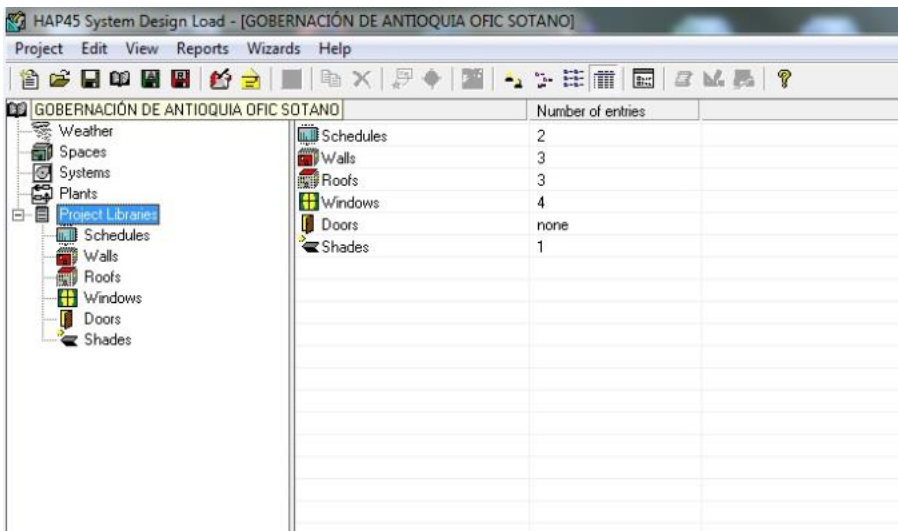 HAP45 System Design Load - [GOBERNACIÓN DE ANTIOQUIA OFIC SOTANO]
Project Edit View Reports Wizards Help
GOBERNACIÓN DE ANTIOQUIA OFIC SOTANO
Number of entries
Weather
Spaces
Systems
Plants
Project Libraries
Schedules
Walls
Roofs
Windows
Doors
Shades
Schedules 2
Walls 3
Roofs 3
Windows 4
Doors none
Shades 1